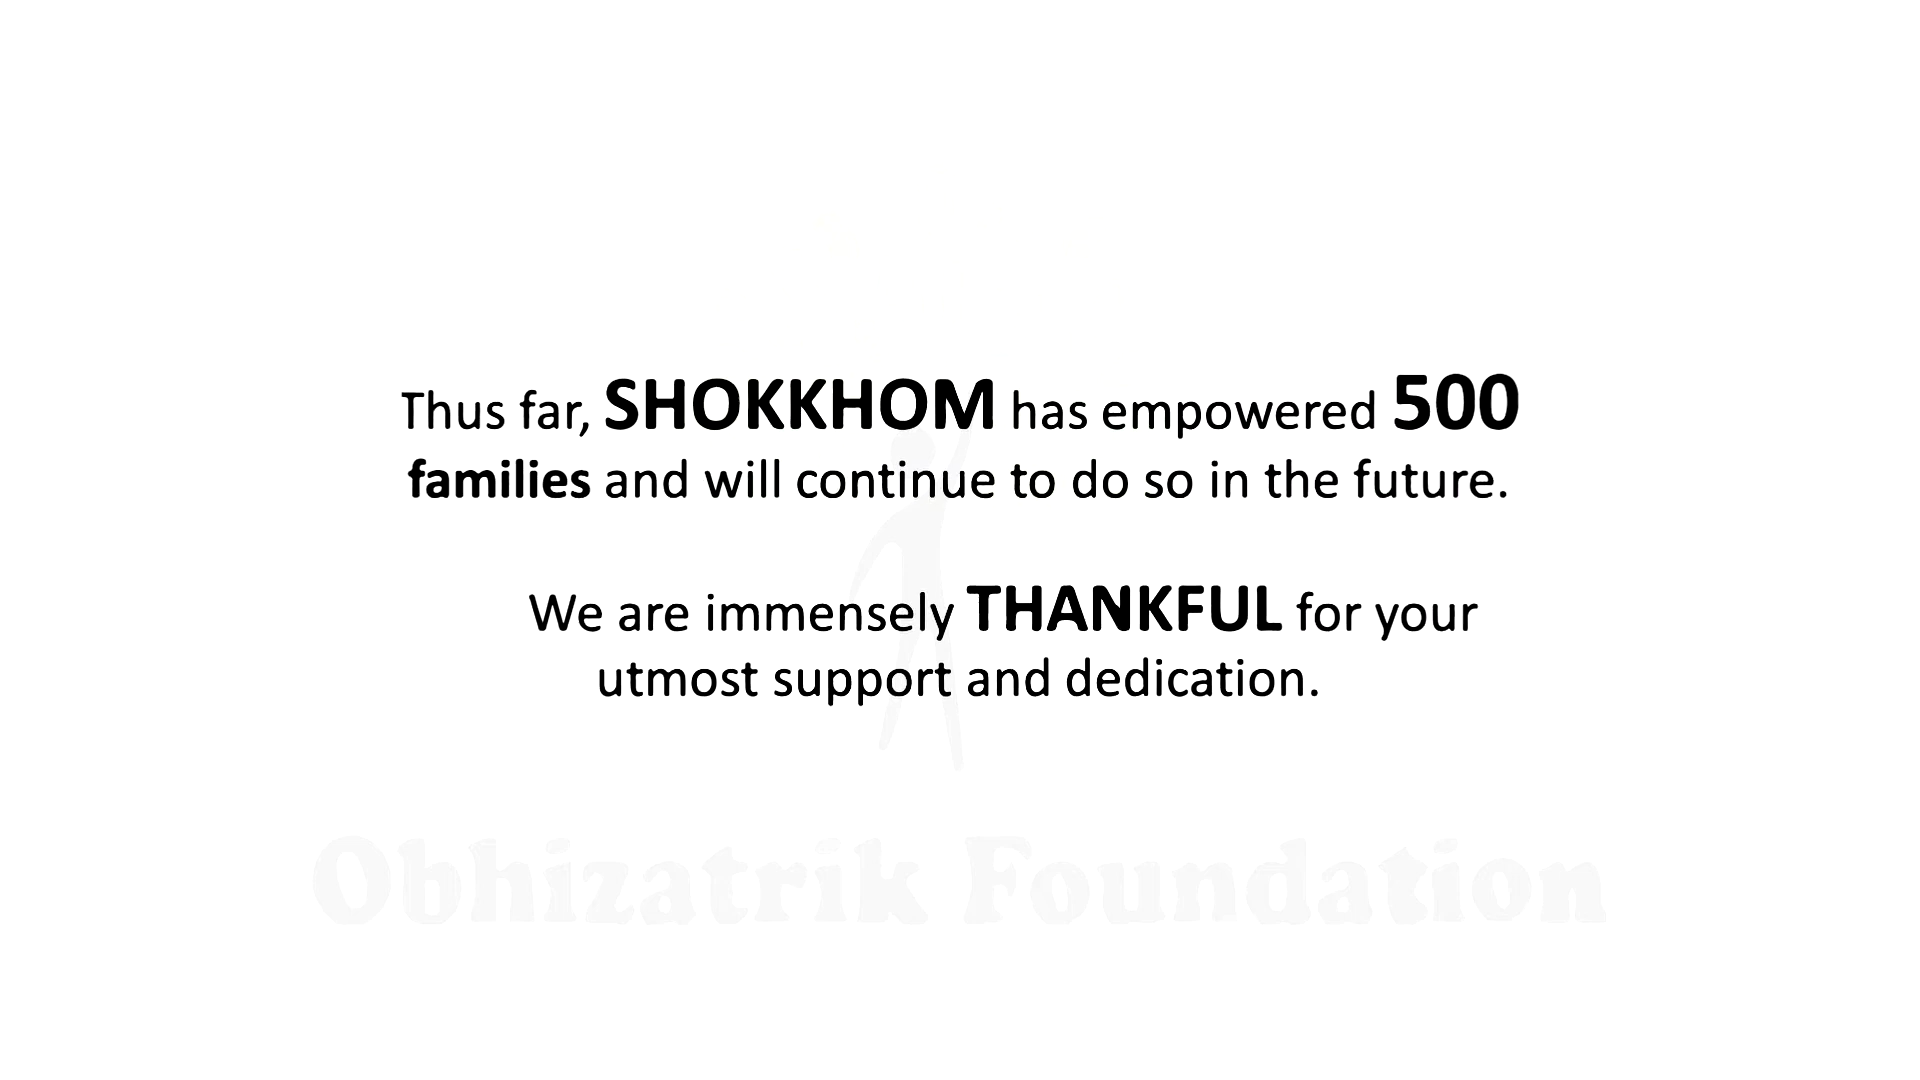 Thus far, SHOKKHOM has empowered 500
families and will continue to do so in the future.
We are immensely THANKFUL for your
utmost support and dedication.
Obhizatrik Foundation